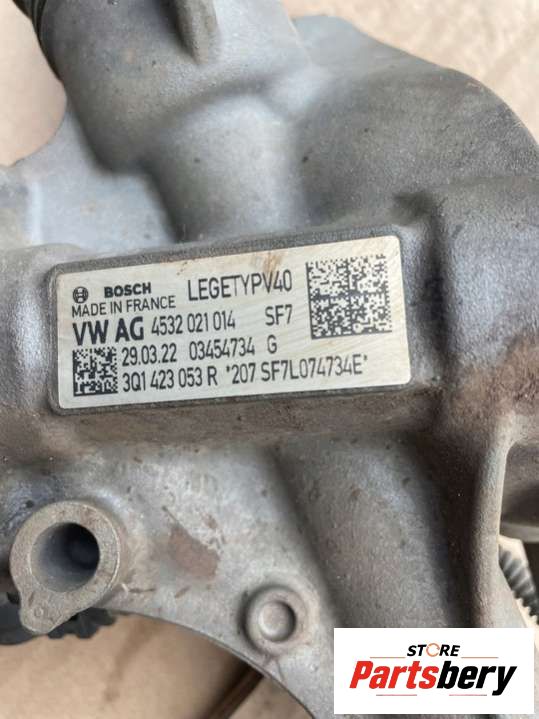 BOSCH LEGETYPV40
MADE IN FRANCE
VW AG 4532 021 014 SF7
29.03.22 03454734 G
3Q1 423 053 R *207 SF7L074734E*
STORE
Partsbery